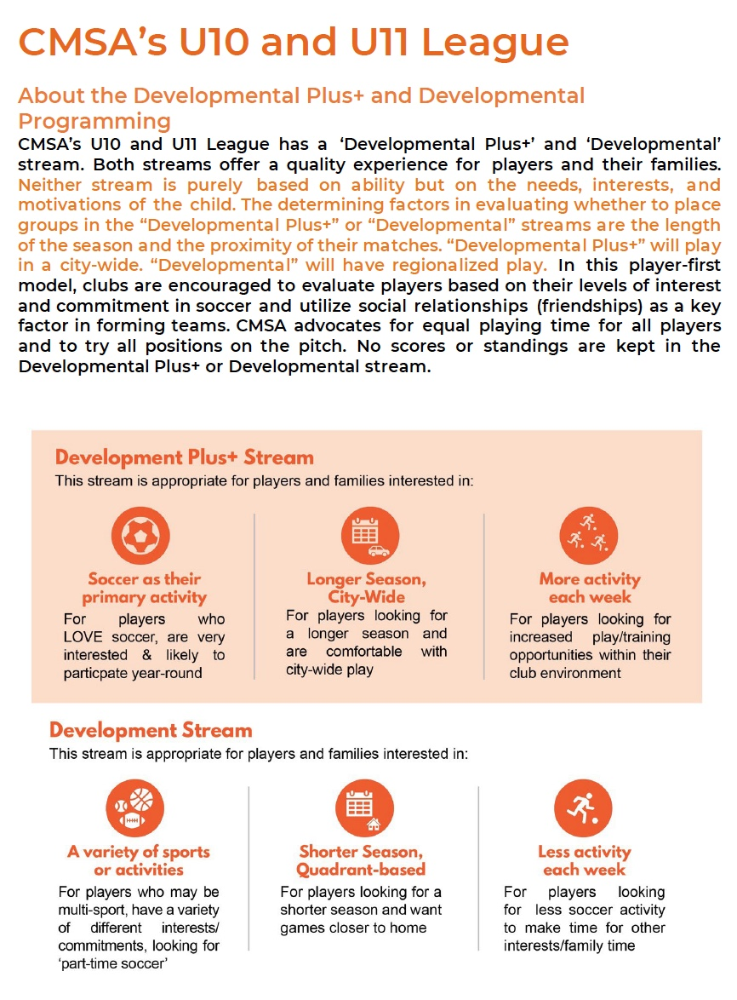 CMSA's U10 and U11 League
About the Developmental Plus+ and Developmental
Programming
CMSA's U10 and U11 League has a 'Developmental Plus+' and 'Developmental'
stream. Both streams offer a quality experience for players and their families.
Neither stream is purely based on ability but on the needs, interests, and
motivations of the child. The determining factors in evaluating whether to place
groups in the “Developmental Plus+” or “Developmental” streams are the length
of the season and the proximity of their matches. “Developmental Plus+” will play
in a city-wide. “Developmental” will have regionalized play. In this player-first
model, clubs are encouraged to evaluate players based on their levels of interest
and commitment in soccer and utilize social relationships (friendships) as a key
factor in forming teams. CMSA advocates for equal playing time for all players
and to try all positions on the pitch. No scores or standings are kept in the
Developmental Plus+ or Developmental stream.
Development Plus+ Stream
This stream is appropriate for players and families interested in:
Soccer as their
primary activity
For players who
LOVE soccer, are very
interested & likely to
particpate year-round
Longer Season,
City-Wide
For players looking for
a longer season and
are comfortable with
city-wide play
More activity
each week
For players looking for
increased play/training
opportunities within their
club environment
Development Stream
This stream is appropriate for players and families interested in:
A variety of sports
or activities
For players who may be
multi-sport, have a variety
of different interests/
commitments, looking for
'part-time soccer'
Shorter Season,
Quadrant-based
For players looking for a
shorter season and want
games closer to home
Less activity
each week
For players looking
for less soccer activity
to make time for other
interests/family time